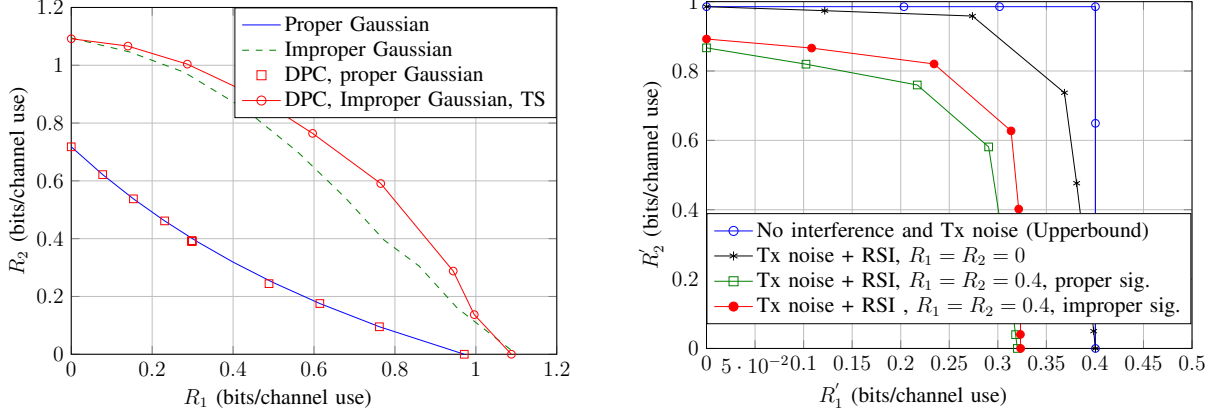 Proper Gaussian
Improper Gaussian
DPC, proper Gaussian
DPC, Improper Gaussian, TS
1.2
1
0.8
0.6
0.4
0.2
0
0 0.2 0.4 0.6 0.8 1 1.2
R₂ (bits/channel use)
R₁ (bits/channel use)
1
0.8
0.6
0.4
0.2
0
No interference and Tx noise (Upperbound)
Tx noise + RSI, R₁ = R₂ = 0
Tx noise + RSI, R₁ = R₂ = 0.4, proper sig.
Tx noise + RSI , R₁ = R₂ = 0.4, improper sig.
0 5 · 10⁻² 0.1 0.15 0.2 0.25 0.3 0.35 0.4 0.45 0.5
R₂′ (bits/channel use)
R₁′ (bits/channel use)